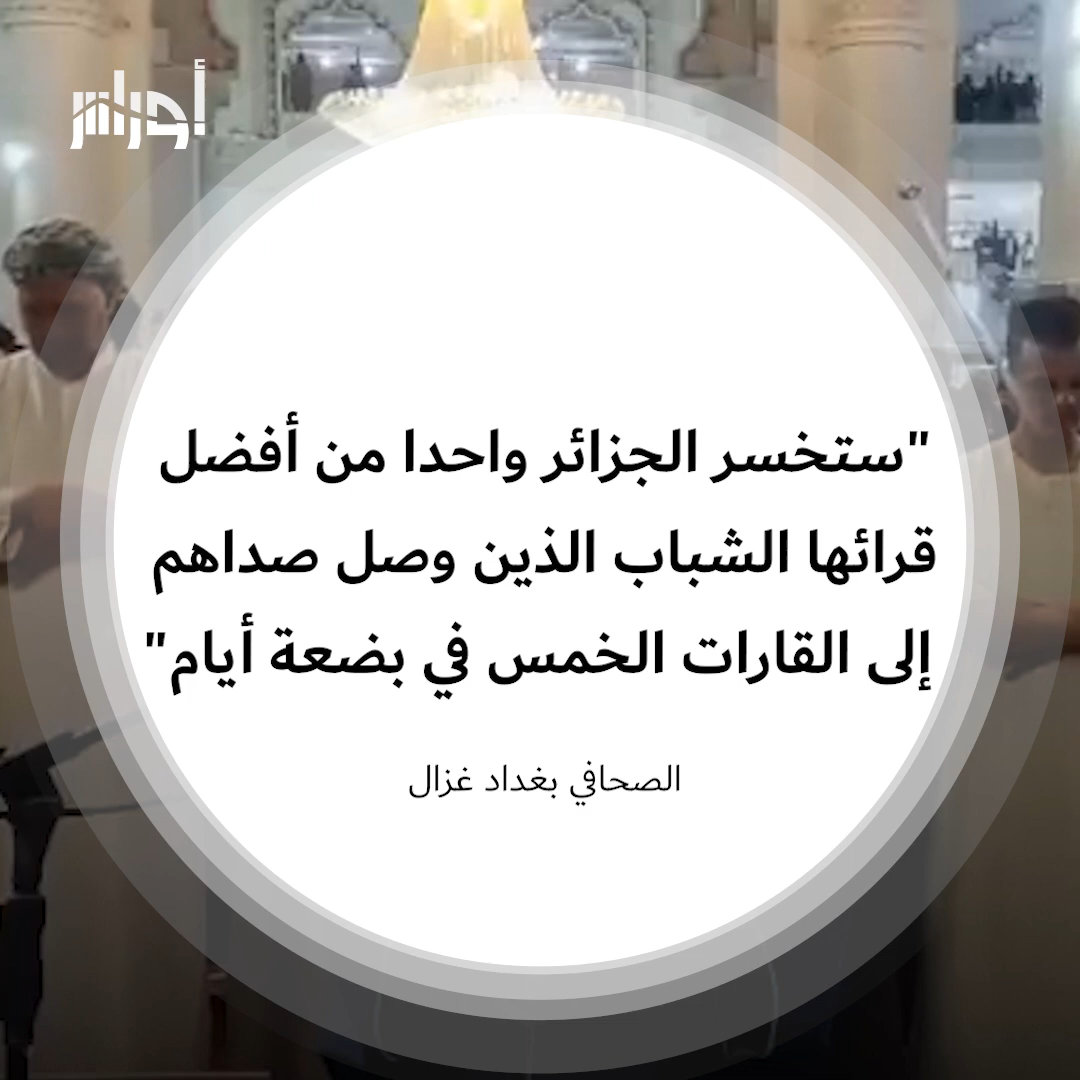 أوراس
"ستخسر الجزائر واحدا من أفضل
قرائها الشباب الذين وصل صداهم
إلى القارات الخمس في بضعة أيام"
الصحافي بغداد غزال